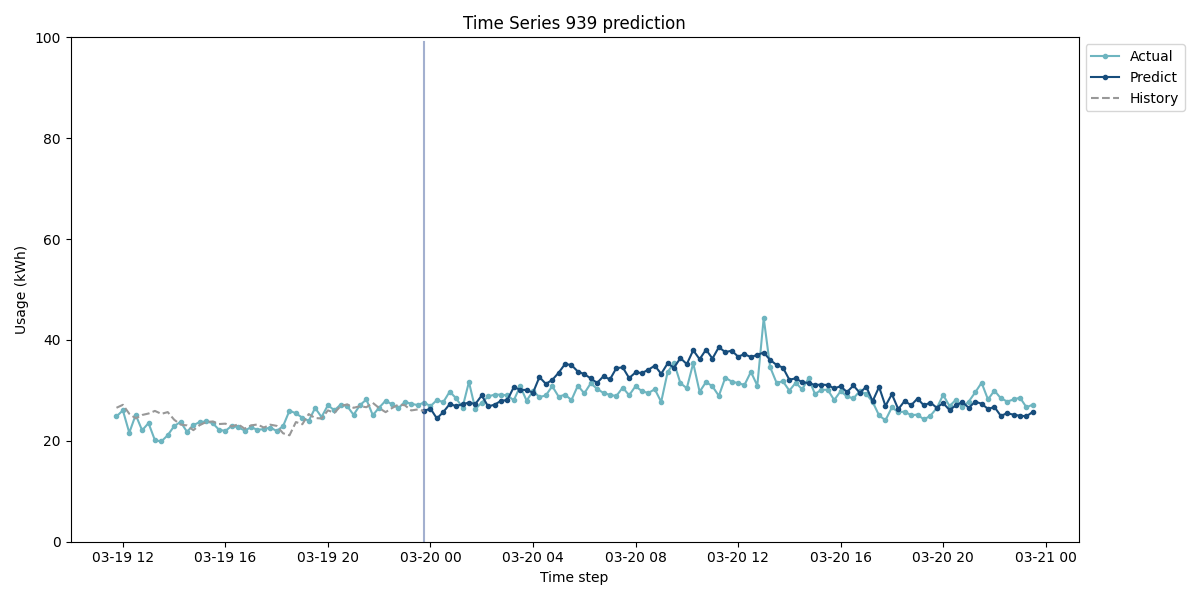 Time Series 939 prediction
100
80
60
40
20
0
Usage (kWh)
03-19 12
03-19 16
03-19 20
03-20 00
03-20 04
03-20 08
03-20 12
03-20 16
03-20 20
03-21 00
Time step
Actual
Predict
History